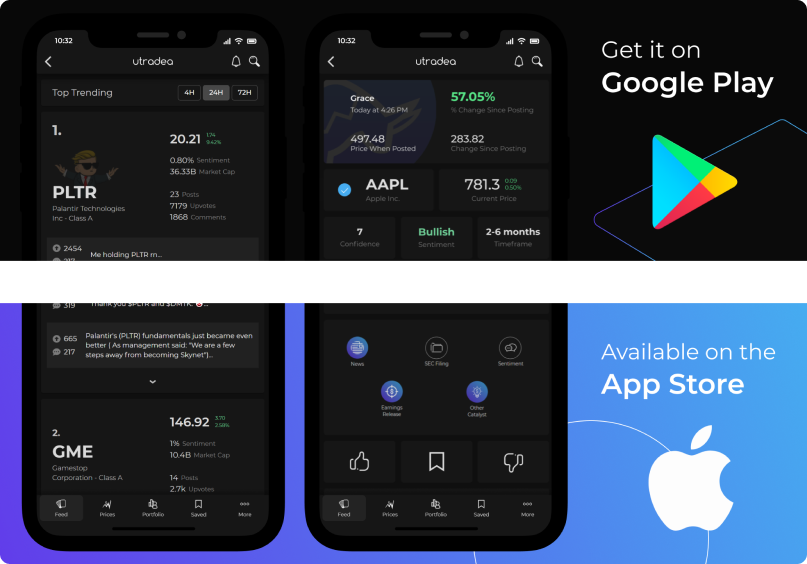 10:32
utradea
Top Trending
4H 24H 72H
1.
20.21 1.74
9.42%
0.80% Sentiment
36.33B Market Cap
PLTR
Palantir Technologies
Inc - Class A
23 Posts
7179 Upvotes
1868 Comments
2454
217
Me holding PLTR rn...
10:32
utradea
Grace
Today at 4:26 PM
57.05%
% Change Since Posting
497.48
Price When Posted
283.82
Change Since Posting
AAPL
Apple Inc.
781.3 0.09
0.50%
Current Price
7
Confidence
Bullish
Sentiment
2-6 months
Timeframe
Get it on
Google Play
319
Thank you $PLTR and $DMTK.
665
217
Palantir's (PLTR) fundamentals just became even
better ( As management said: "We are a few
steps away from becoming Skynet")...
2.
146.92 3.70
2.58%
1% Sentiment
10.4B Market Cap
GME
Gamestop
Corporation - Class A
14 Posts
2.7k Upvotes
Feed Prices Portfolio Saved More
News
SEC Filing
Sentiment
Earnings
Release
Other
Catalyst
Feed Prices Portfolio Saved More
Available on the
App Store